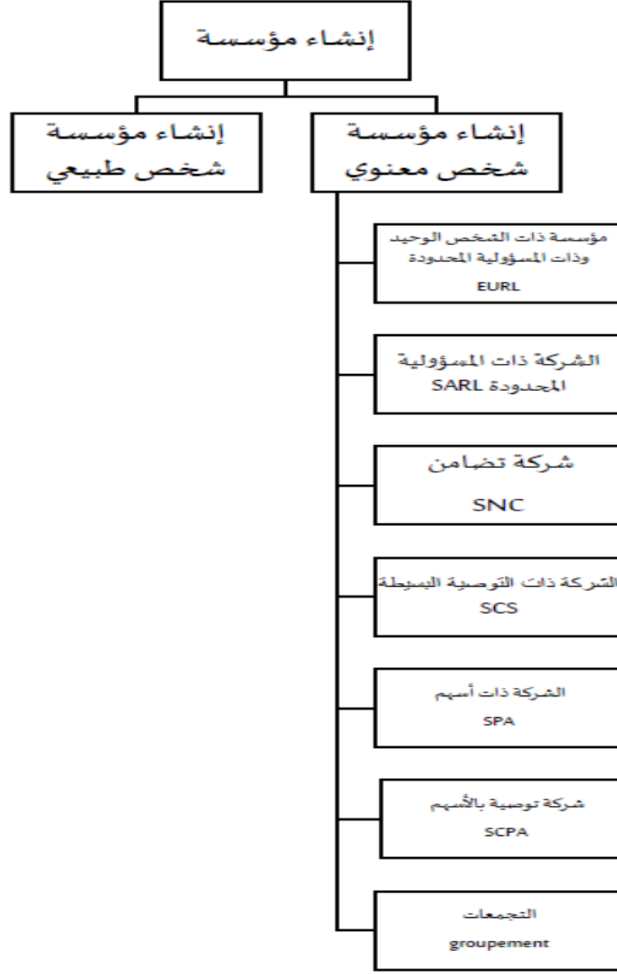 إنشاء مؤسسة
إنشاء مؤسسة
شخص معنوي
إنشاء مؤسسة
شخص طبيعي
مؤسسة ذات الشخص الوحيد
وذات المسؤولية المحدودة
EURL
الشركة ذات المسؤولية
المحدودة SARL
شركة تضامن
SNC
الشركة ذات التوصية البسيطة
SCS
الشركة ذات أسهم
SPA
شركة توصية بالأسهم
SCPA
التجمعات
groupement